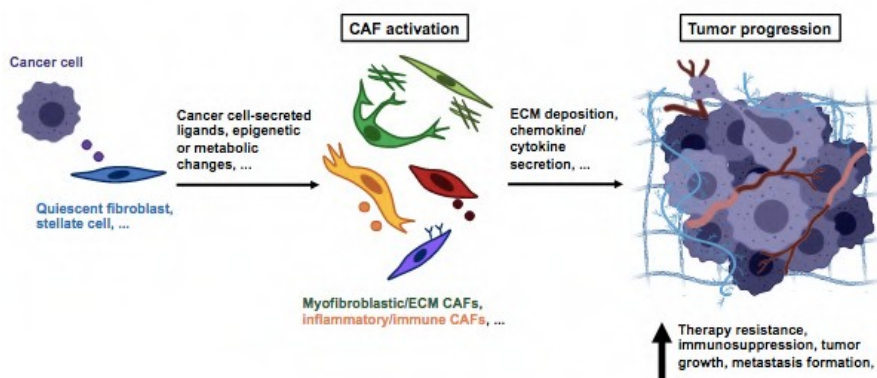 CAF activation
Tumor progression
Cancer cell
Cancer cell-secreted
ligands, epigenetic
or metabolic
changes, ...
ECM deposition,
chemokine/
cytokine
secretion, ...
Quiescent fibroblast,
stellate cell, ...
Myofibroblastic/ECM CAFs,
inflammatory/immune CAFs, ...
Therapy resistance,
immunosuppression, tumor
growth, metastasis formation,